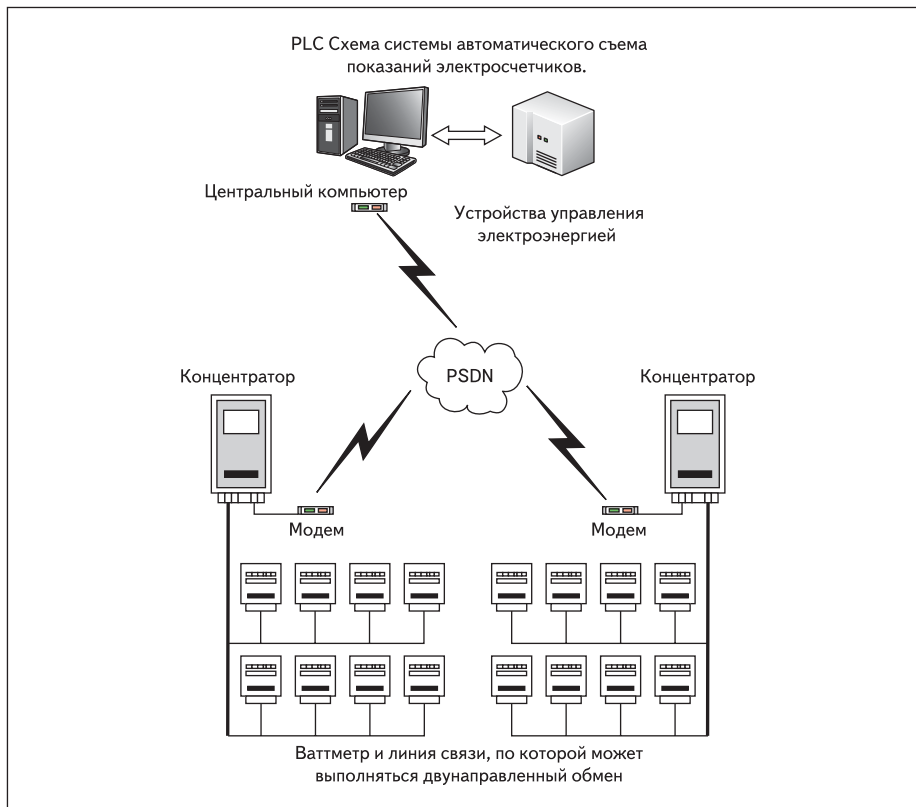 PLC Схема системы автоматического съема
показаний электросчетчиков.
Центральный компьютер
Устройства управления
электроэнергией
PSDN
Концентратор
Концентратор
Модем
Модем
Ваттметр и линия связи, по которой может
выполняться двунаправленный обмен